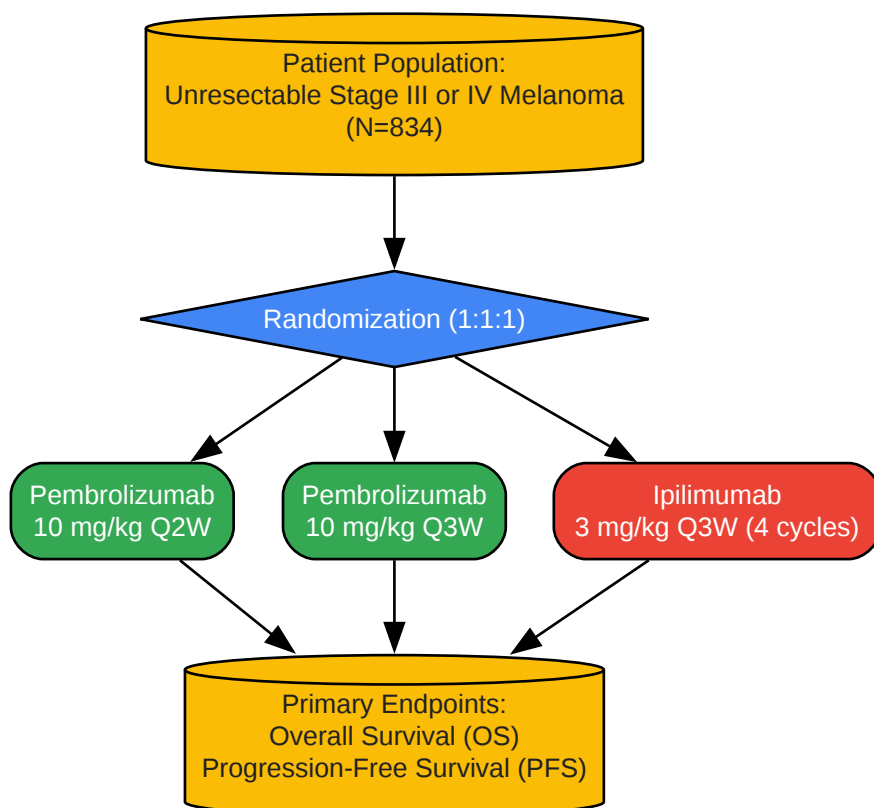 Patient Population:
Unresectable Stage III or IV Melanoma
(N=834)
Randomization (1:1:1)
Pembrolizumab
10 mg/kg Q2W
Pembrolizumab
10 mg/kg Q3W
Ipilimumab
3 mg/kg Q3W (4 cycles)
Primary Endpoints:
Overall Survival (OS)
Progression-Free Survival (PFS)